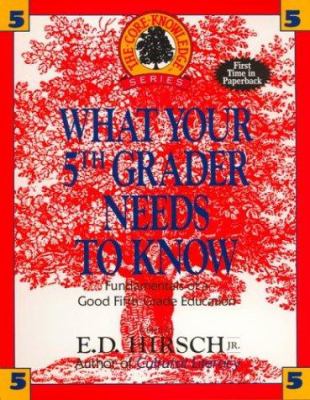 5 5
THE CORE KNOWLEDGE
SERIES
First
Time in
Paperback
WHAT YOUR
5TH GRADER
NEEDS
TO KNOW
Fundamentals of a
Good Fifth-Grade Education
E.D. HIRSCH JR.
Author of Cultural Literacy
5 5